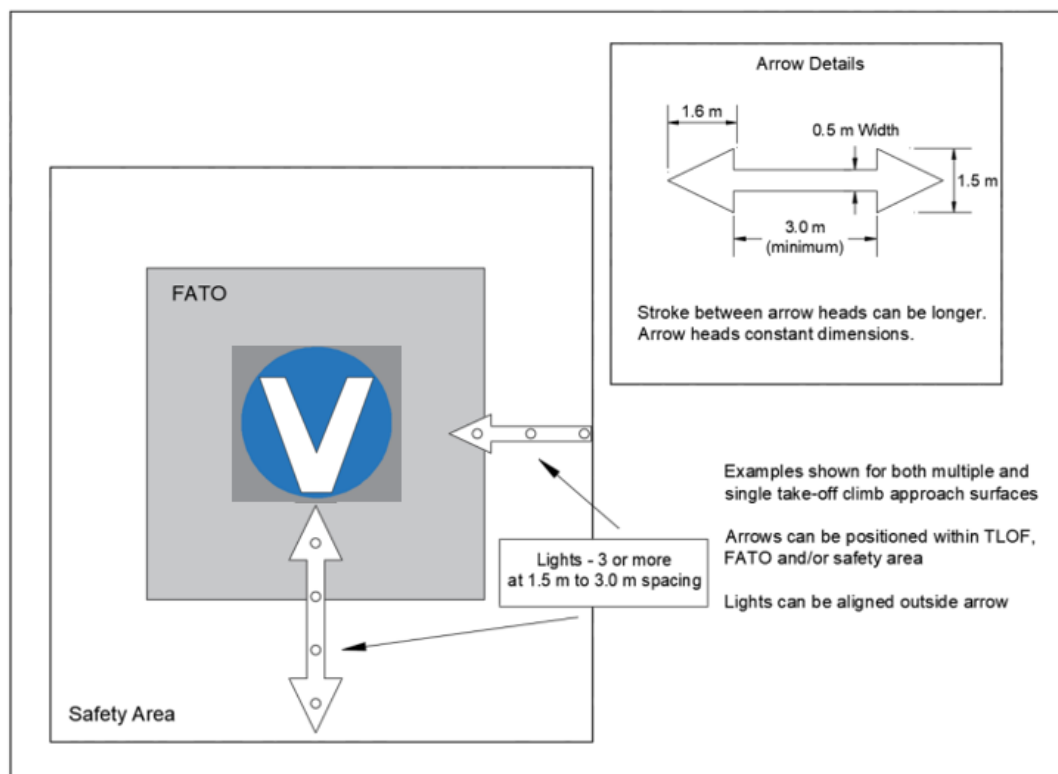 Arrow Details
1.6 m
0.5 m Width
1.5 m
3.0 m
(minimum)
Stroke between arrow heads can be longer.
Arrow heads constant dimensions.
FATO
V
Examples shown for both multiple and
single take-off climb approach surfaces
Arrows can be positioned within TLOF,
FATO and/or safety area
Lights can be aligned outside arrow
Lights - 3 or more
at 1.5 m to 3.0 m spacing
Safety Area